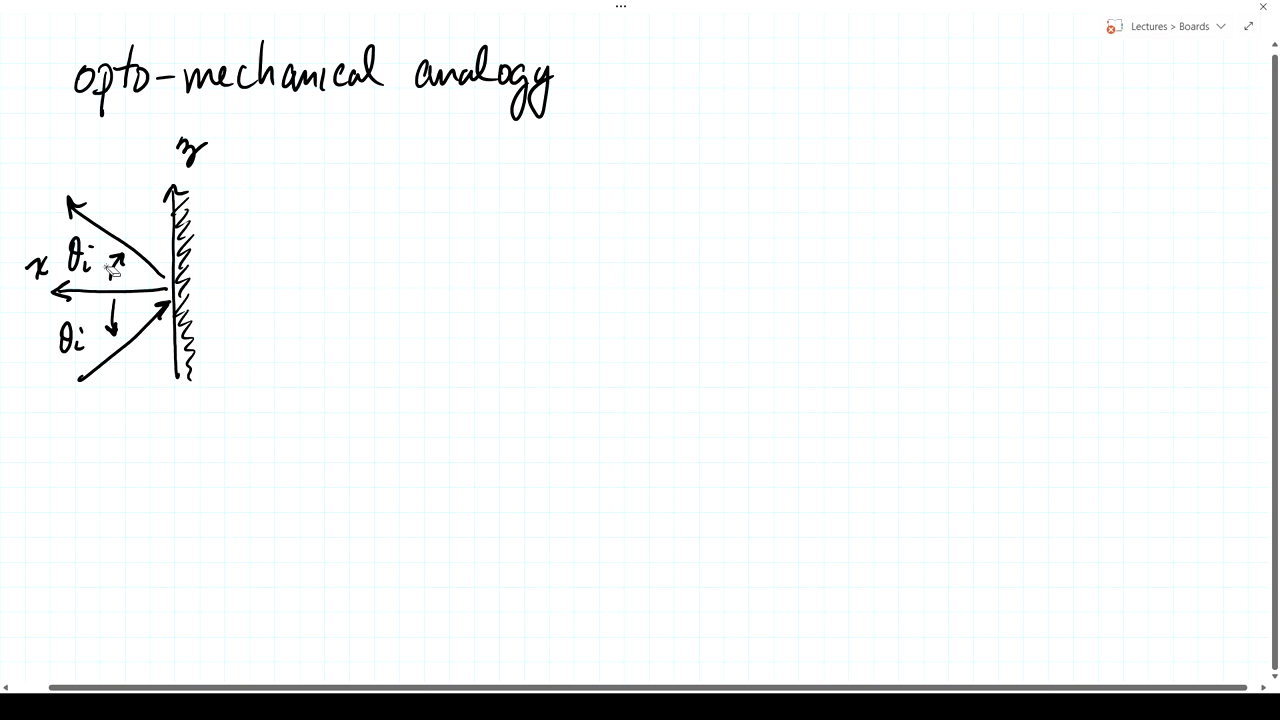 Lectures > Boards
opto-mechanical analogy
z
x θi
θi